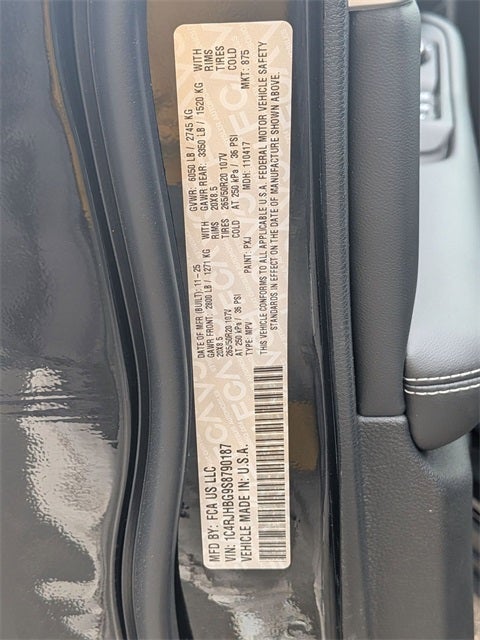 MFD BY: FCA US LLC
DATE OF MFR (BUILT): 11-25
GVWR: 6050 LB / 2745 KG
GAWR FRONT: 2800 LB / 1271 KG WITH
GAWR REAR: 3350 LB / 1520 KG WITH
20X8.5 RIMS
20X8.5 RIMS
265/50R20 107V TIRES
265/50R20 107V TIRES
AT 250 kPa / 36 PSI COLD
AT 250 kPa / 36 PSI COLD
VIN: 1C4RJHBG9S8790187
TYPE: MPV
PAINT: PXJ
MDH: 110417
MKT: 875
VEHICLE MADE IN: U.S.A.
THIS VEHICLE CONFORMS TO ALL APPLICABLE U.S.A. FEDERAL MOTOR VEHICLE SAFETY
STANDARDS IN EFFECT ON THE DATE OF MANUFACTURE SHOWN ABOVE.